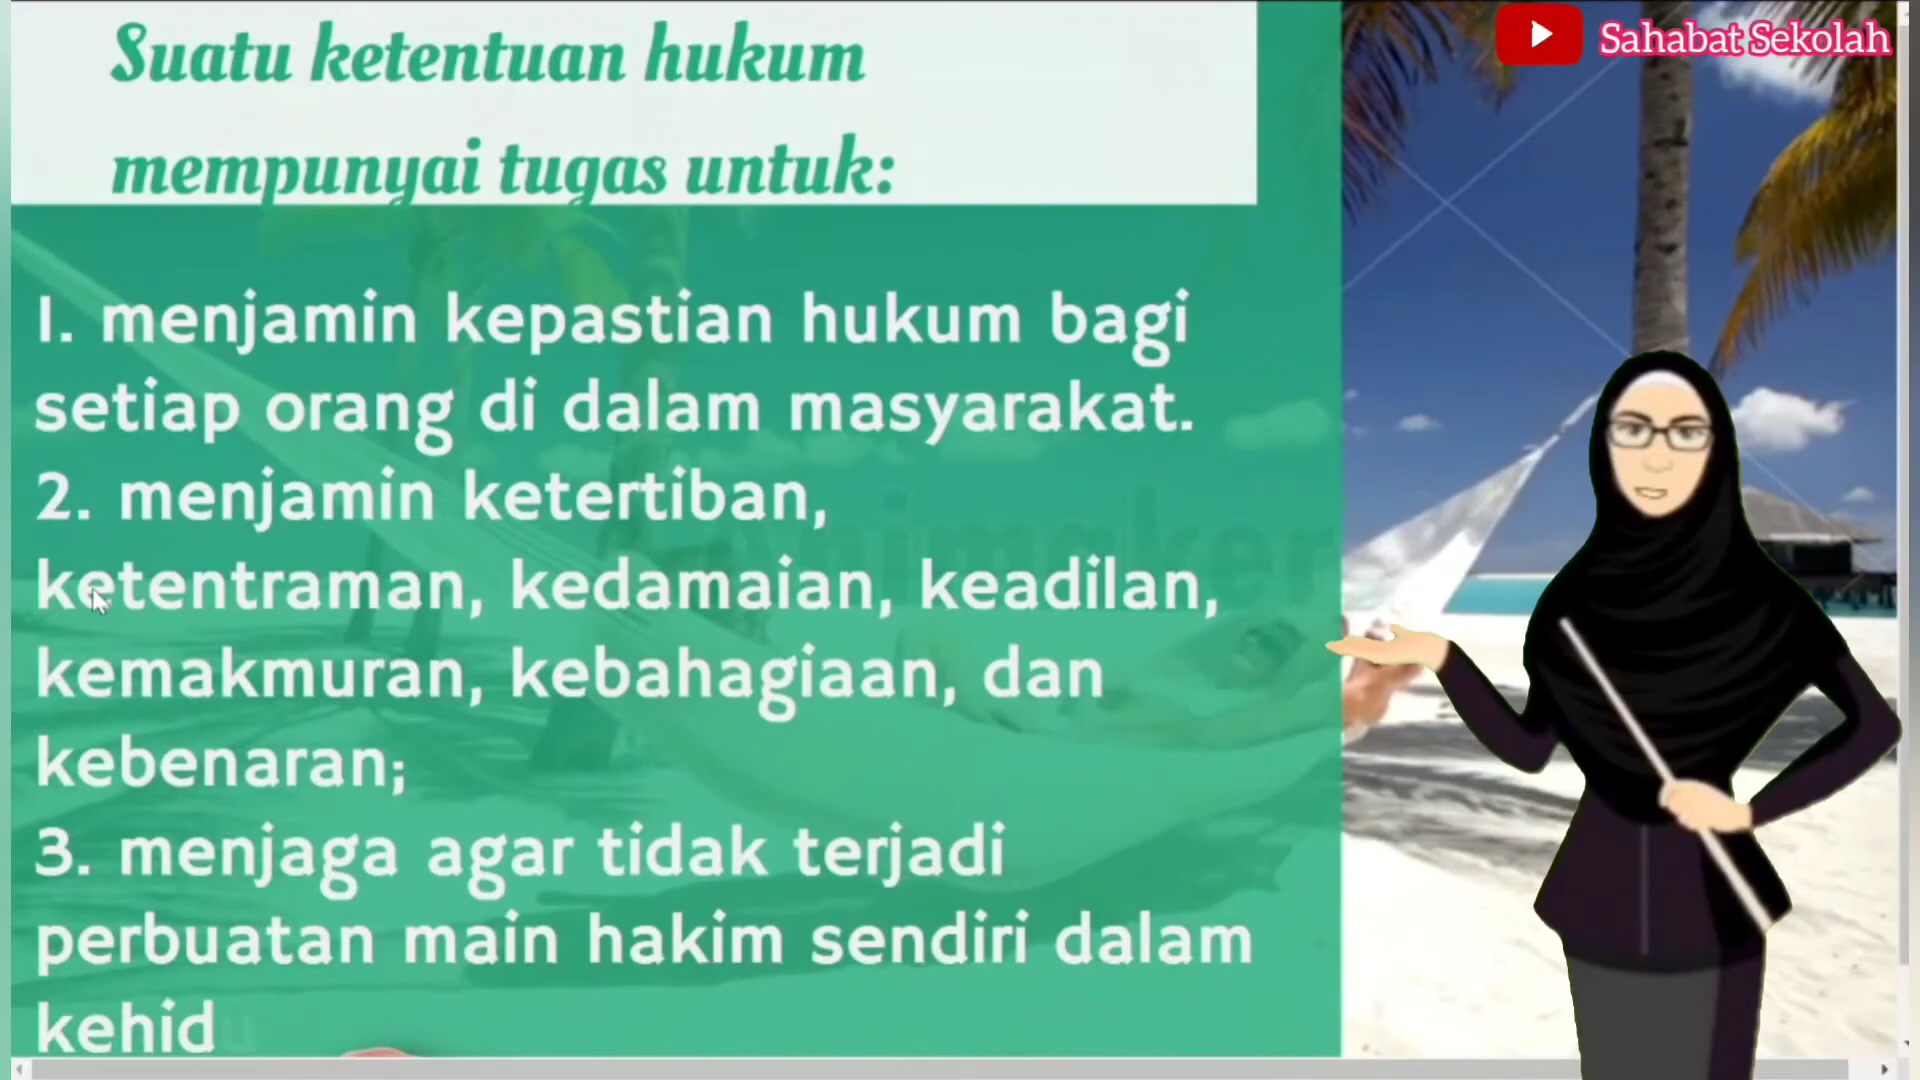 Suatu ketentuan hukum
mempunyai tugas untuk:
Sahabat Sekolah
1. menjamin kepastian hukum bagi
setiap orang di dalam masyarakat.
2. menjamin ketertiban,
ketentraman, kedamaian, keadilan,
kemakmuran, kebahagiaan, dan
kebenaran;
3. menjaga agar tidak terjadi
perbuatan main hakim sendiri dalam
kehid